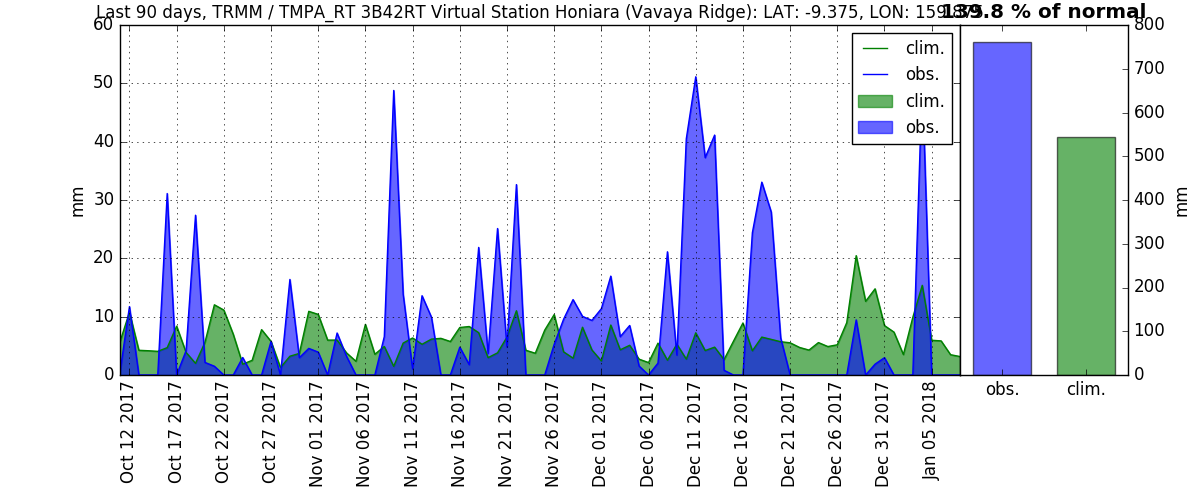 Last 90 days, TRMM / TMPA_RT 3B42RT Virtual Station Honiara (Vavaya Ridge): LAT: -9.375, LON:
139.8 % of normal
60
50
40
30
20
10
0
mm
clim.
obs.
clim.
obs.
800
700
600
500
400
300
200
100
0
mm
Oct 12 2017
Oct 17 2017
Oct 22 2017
Oct 27 2017
Nov 01 2017
Nov 06 2017
Nov 11 2017
Nov 16 2017
Nov 21 2017
Nov 26 2017
Dec 01 2017
Dec 06 2017
Dec 11 2017
Dec 16 2017
Dec 21 2017
Dec 26 2017
Dec 31 2017
Jan 05 2018
obs.
clim.